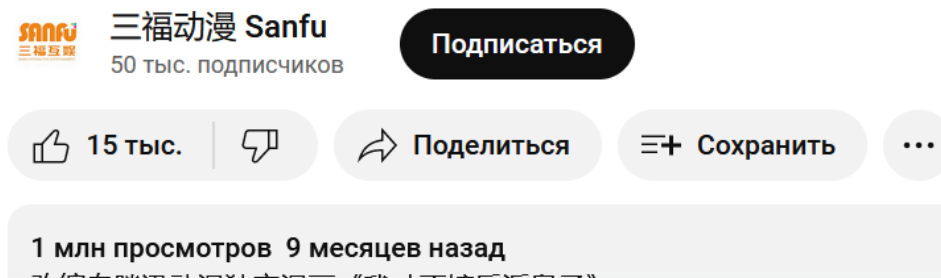 SANFU
三福互娱
三福动漫 Sanfu
50 тыс. подписчиков
Подписаться
15 тыс.
Поделиться
Сохранить
1 млн просмотров 9 месяцев назад